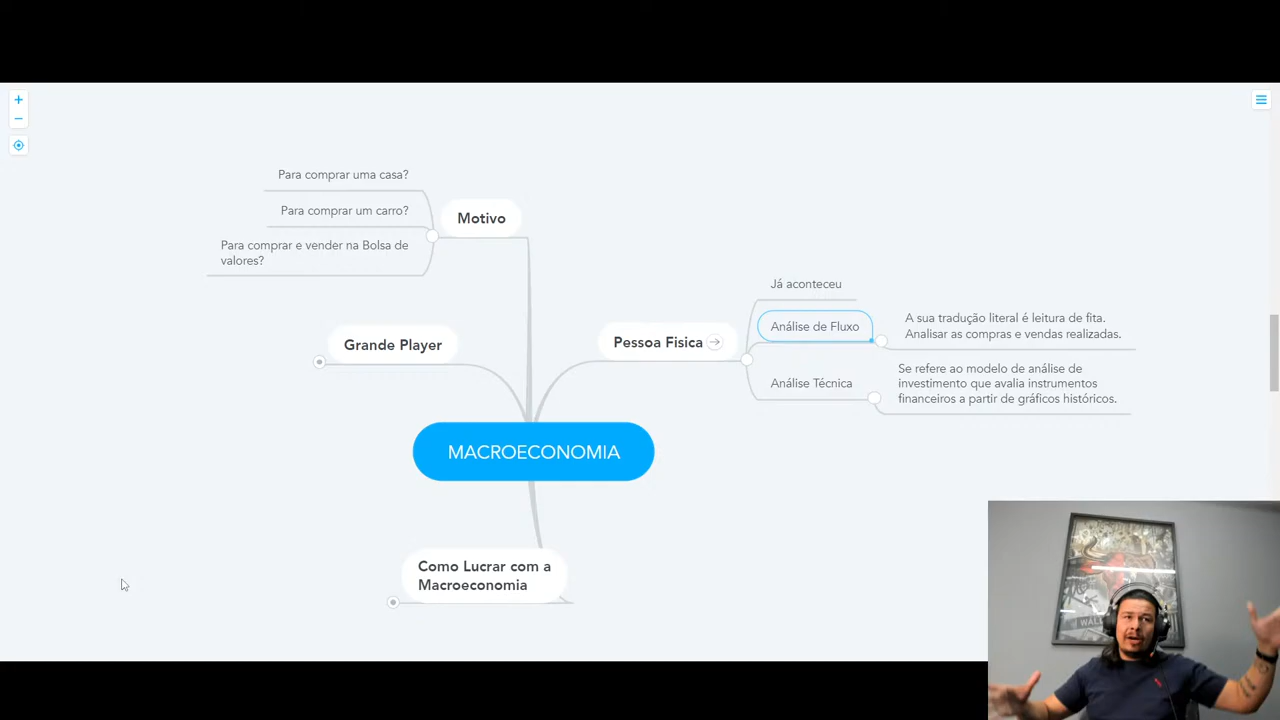 Para comprar uma casa?
Para comprar um carro?
Para comprar e vender na Bolsa de
valores?
Motivo
Grande Player
Pessoa Fisica
Já aconteceu
Análise de Fluxo
A sua tradução literal é leitura de fita.
Analisar as compras e vendas realizadas.
Análise Técnica
Se refere ao modelo de análise de
investimento que avalia instrumentos
financeiros a partir de gráficos históricos.
MACROECONOMIA
Como Lucrar com a
Macroeconomia
WALL